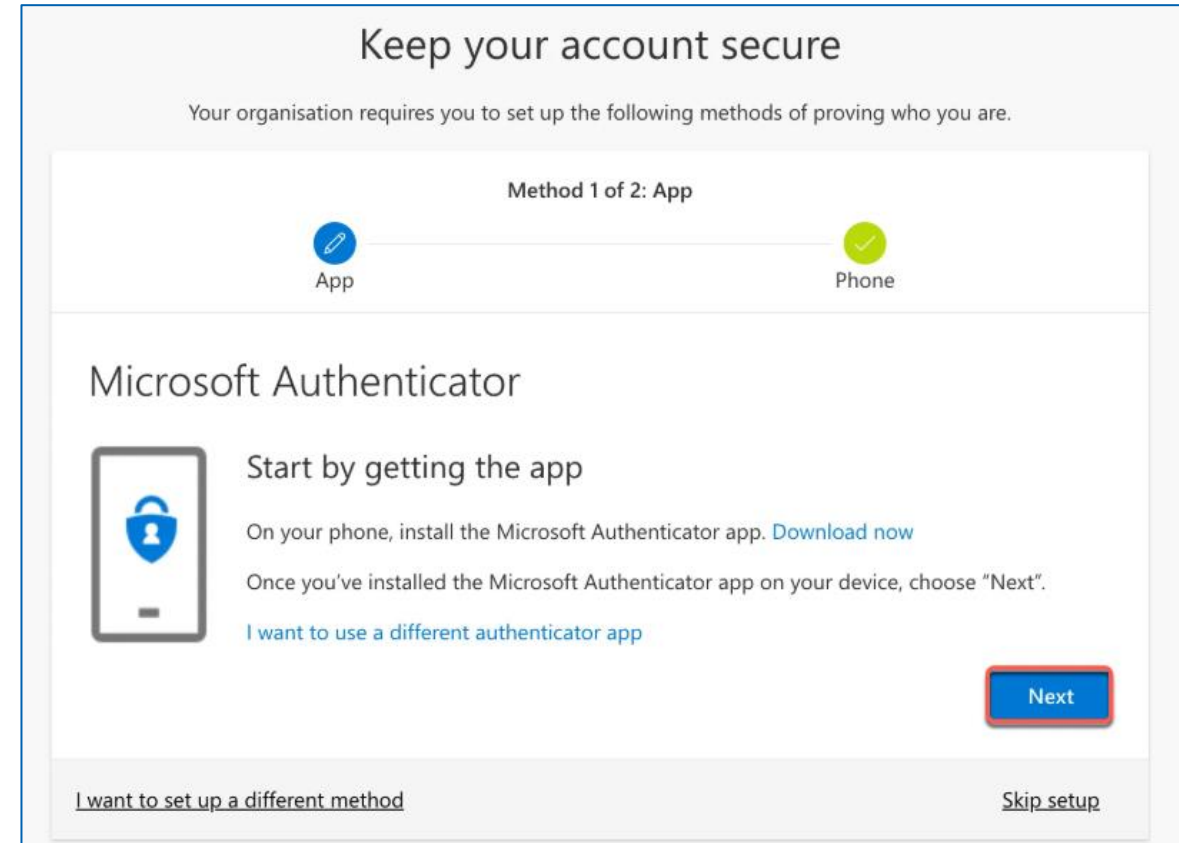 Keep your account secure
Your organisation requires you to set up the following methods of proving who you are.
Method 1 of 2: App
App
Phone
Microsoft Authenticator
Start by getting the app
On your phone, install the Microsoft Authenticator app. Download now
Once you've installed the Microsoft Authenticator app on your device, choose “Next”.
I want to use a different authenticator app
Next
I want to set up a different method
Skip setup